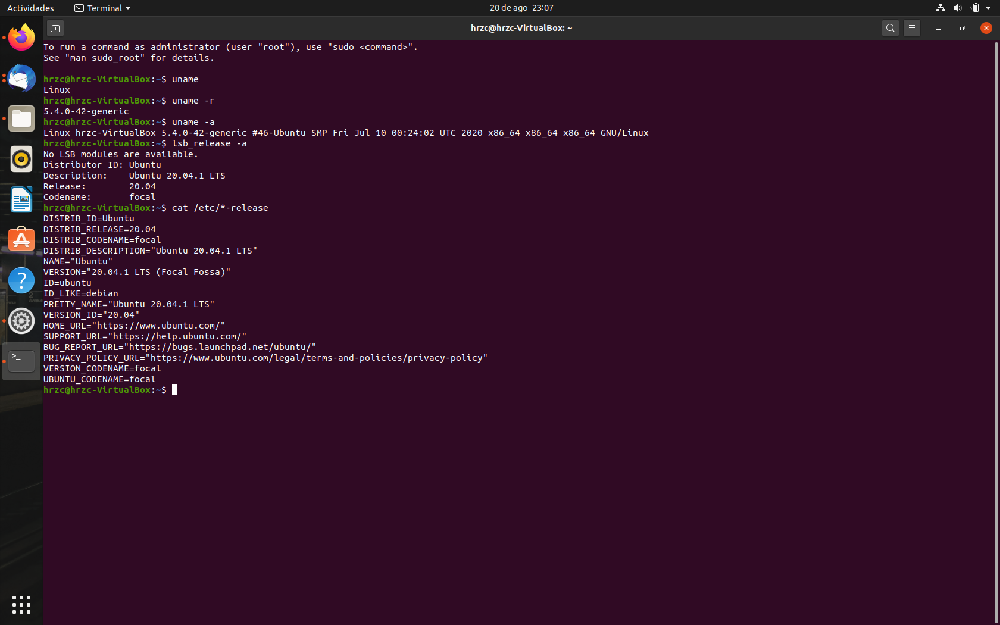 Actividades
Terminal
20 de ago 23:07
hrzc@hrzc-VirtualBox: ~
To run a command as administrator (user "root"), use "sudo <command>".
See "man sudo_root" for details.
hrzc@hrzc-VirtualBox:~$ uname
Linux
hrzc@hrzc-VirtualBox:~$ uname -r
5.4.0-42-generic
hrzc@hrzc-VirtualBox:~$ uname -a
Linux hrzc-VirtualBox 5.4.0-42-generic #46-Ubuntu SMP Fri Jul 10 00:24:02 UTC 2020 x86_64 x86_64 x86_64 GNU/Linux
hrzc@hrzc-VirtualBox:~$ lsb_release -a
No LSB modules are available.
Distributor ID: Ubuntu
Description:    Ubuntu 20.04.1 LTS
Release:        20.04
Codename:       focal
hrzc@hrzc-VirtualBox:~$ cat /etc/*-release
DISTRIB_ID=Ubuntu
DISTRIB_RELEASE=20.04
DISTRIB_CODENAME=focal
DISTRIB_DESCRIPTION="Ubuntu 20.04.1 LTS"
NAME="Ubuntu"
VERSION="20.04.1 LTS (Focal Fossa)"
ID=ubuntu
ID_LIKE=debian
PRETTY_NAME="Ubuntu 20.04.1 LTS"
VERSION_ID="20.04"
HOME_URL="https://www.ubuntu.com/"
SUPPORT_URL="https://help.ubuntu.com/"
BUG_REPORT_URL="https://bugs.launchpad.net/ubuntu/"
PRIVACY_POLICY_URL="https://www.ubuntu.com/legal/terms-and-policies/privacy-policy"
VERSION_CODENAME=focal
UBUNTU_CODENAME=focal
hrzc@hrzc-VirtualBox:~$